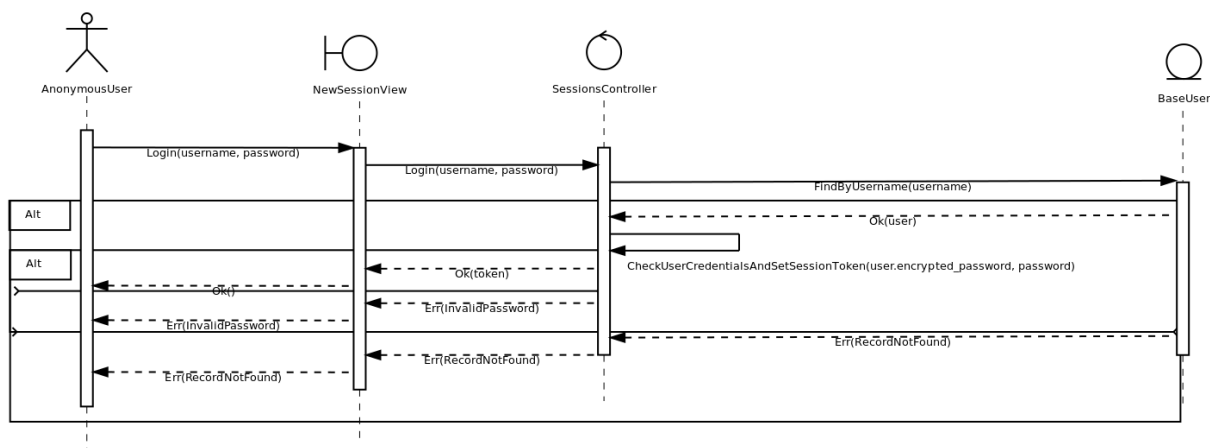 AnonymousUser
NewSessionView
SessionsController
BaseUser
Login(username, password)
Login(username, password)
FindByUsername(username)
Alt
Ok(user)
Alt
CheckUserCredentialsAndSetSessionToken(user.encrypted_password, password)
Ok(token)
Ok()
Err(InvalidPassword)
Err(InvalidPassword)
Err(RecordNotFound)
Err(RecordNotFound)
Err(RecordNotFound)